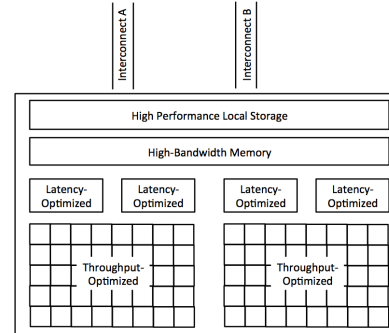 Interconnect A
Interconnect B
High Performance Local Storage
High-Bandwidth Memory
Latency-
Optimized
Latency-
Optimized
Latency-
Optimized
Latency-
Optimized
Throughput-
Optimized
Throughput-
Optimized